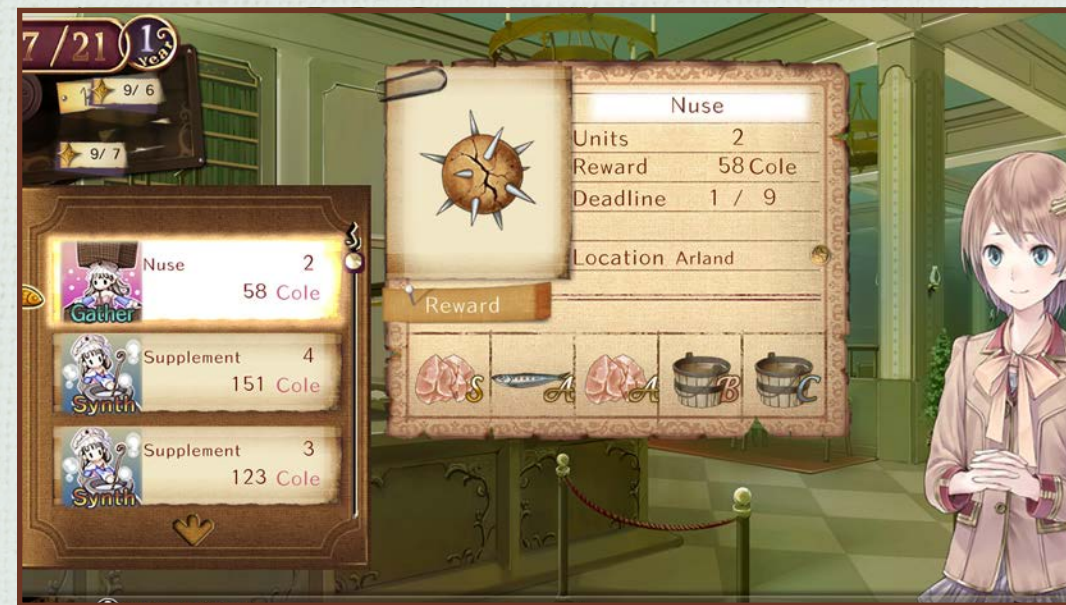 7/21 1 Year
9/ 6
9/ 7
Nuse 2
58 Cole
Gather
Supplement 4
151 Cole
Synth
Supplement 3
123 Cole
Synth
Nuse
Units 2
Reward 58 Cole
Deadline 1 / 9
Location Arland
Reward
S A A B C